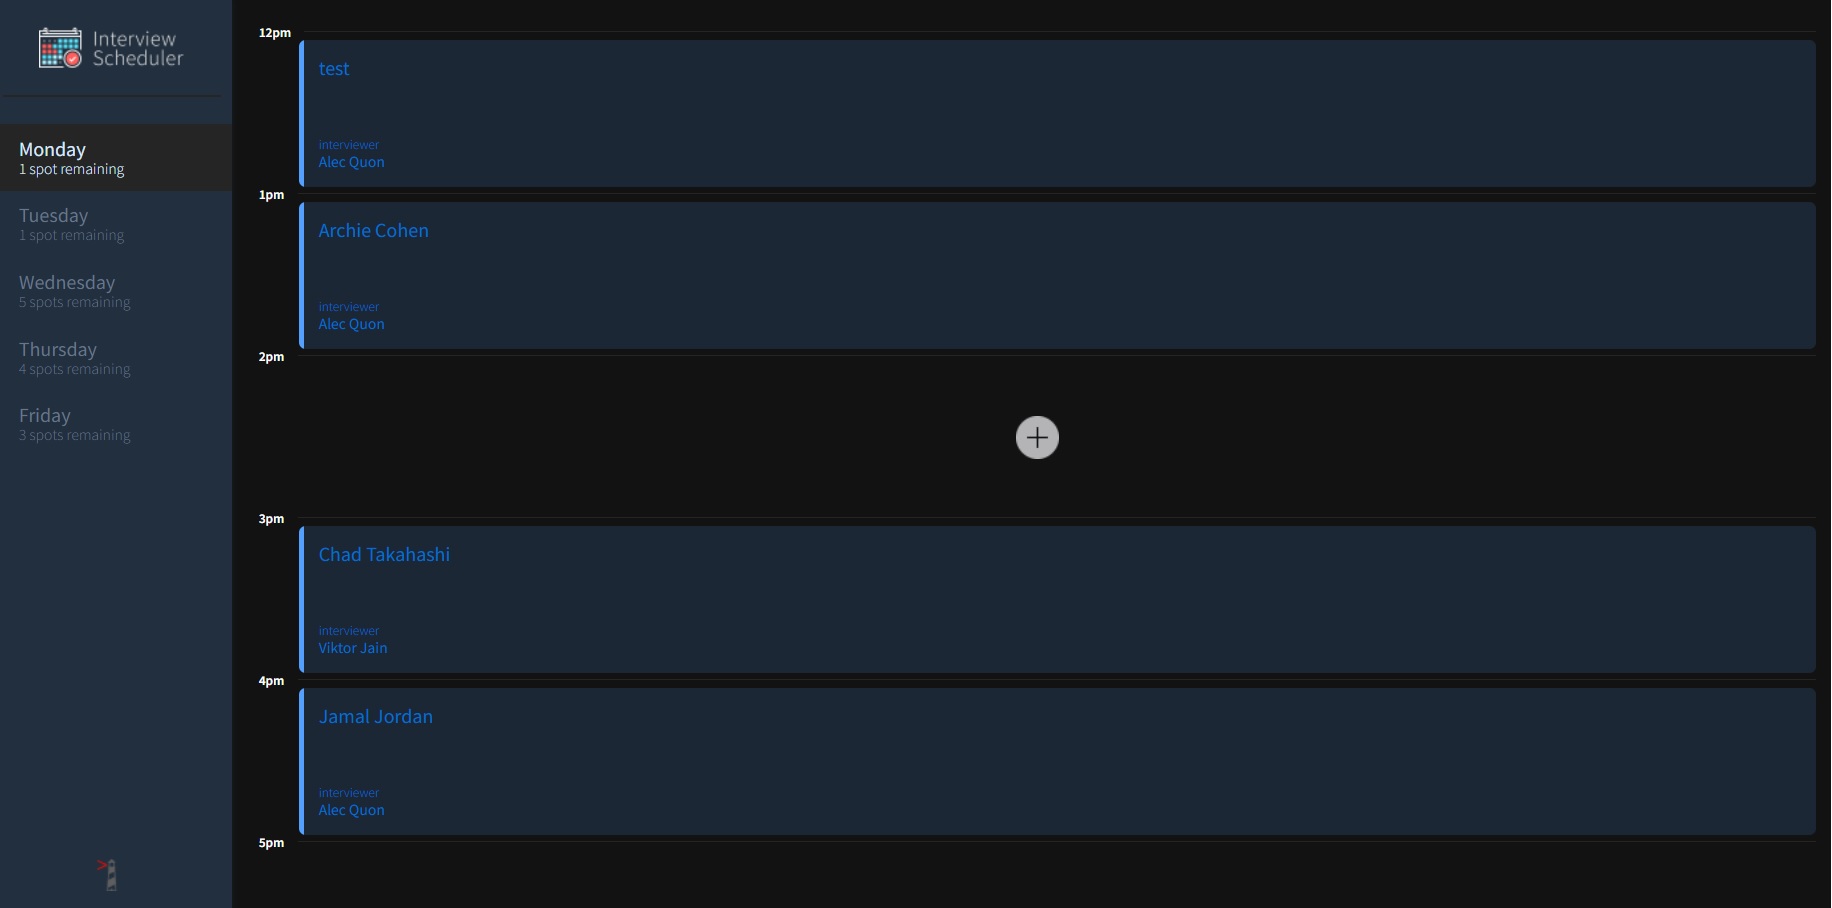 Interview
Scheduler
Monday
1 spot remaining
Tuesday
1 spot remaining
Wednesday
5 spots remaining
Thursday
4 spots remaining
Friday
3 spots remaining
12pm
test
interviewer
Alec Quon
1pm
Archie Cohen
interviewer
Alec Quon
2pm
3pm
Chad Takahashi
interviewer
Viktor Jain
4pm
Jamal Jordan
interviewer
Alec Quon
5pm